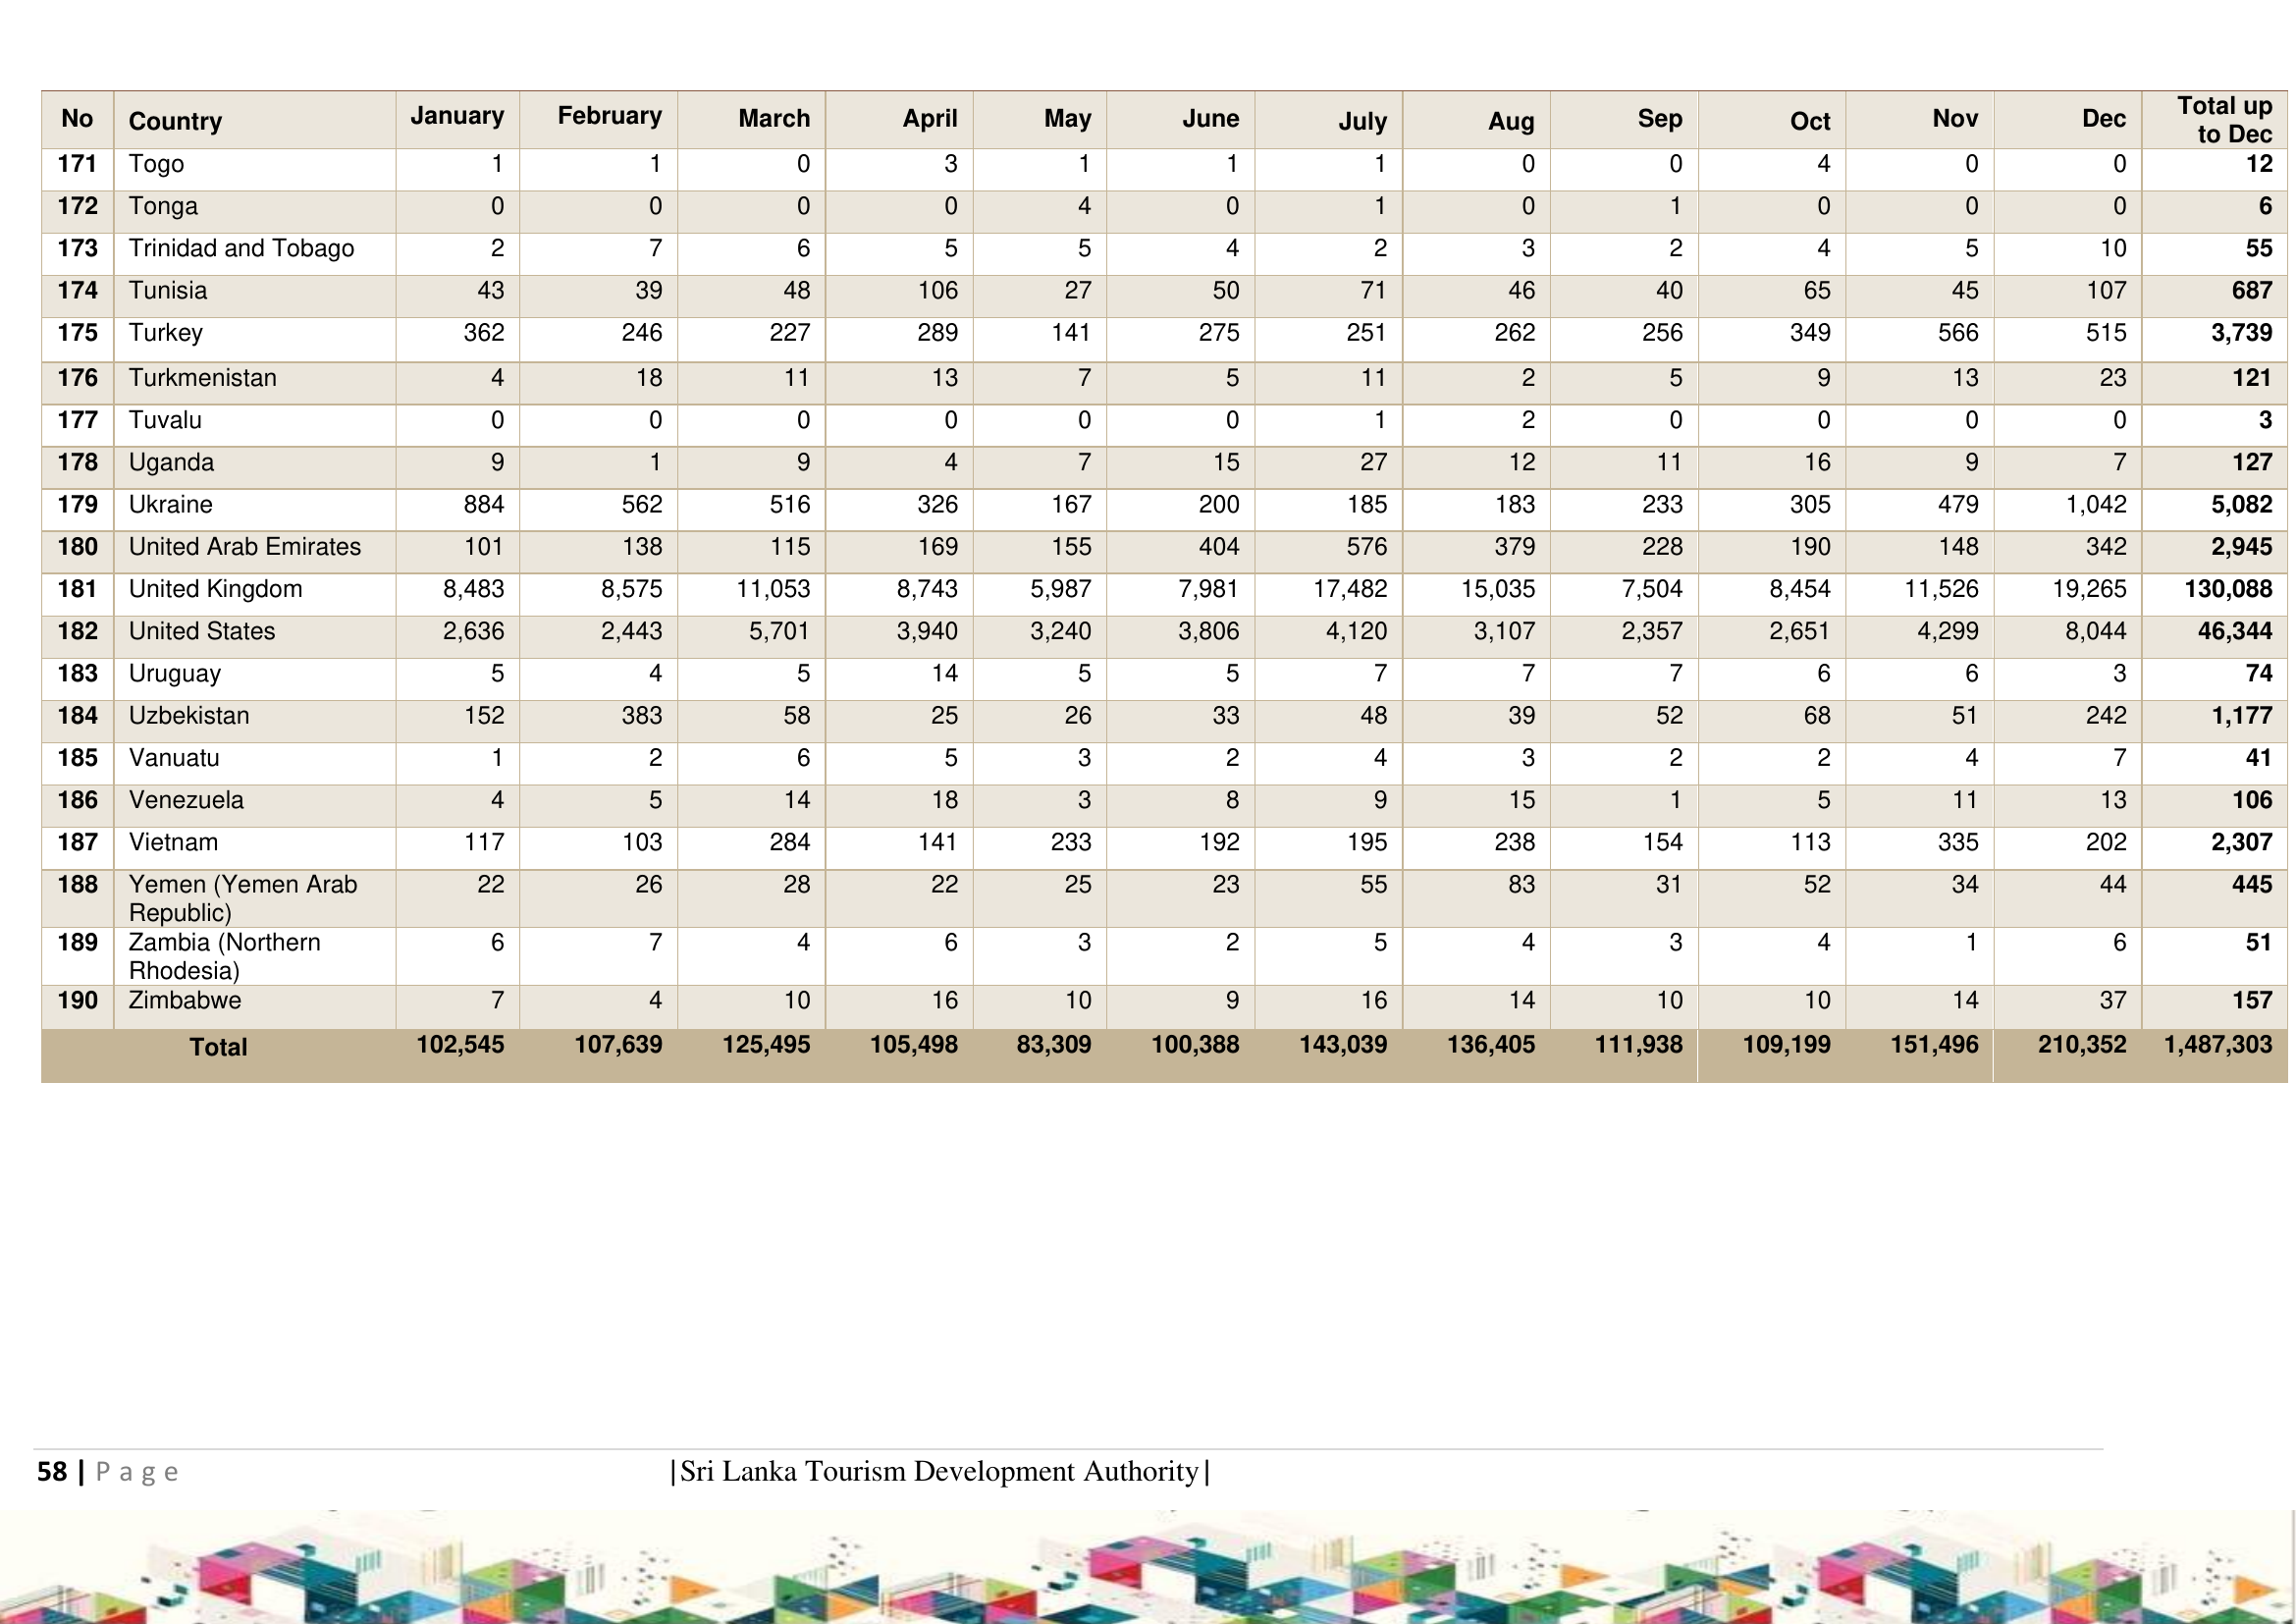 No Country January February March April May June July Aug Sep Oct Nov Dec Total up
to Dec
171 Togo 1 1 0 3 1 1 1 0 0 4 0 0 12
172 Tonga 0 0 0 0 4 0 1 0 1 0 0 0 6
173 Trinidad and Tobago 2 7 6 5 5 4 2 3 2 4 5 10 55
174 Tunisia 43 39 48 106 27 50 71 46 40 65 45 107 687
175 Turkey 362 246 227 289 141 275 251 262 256 349 566 515 3,739
176 Turkmenistan 4 18 11 13 7 5 11 2 5 9 13 23 121
177 Tuvalu 0 0 0 0 0 0 1 2 0 0 0 0 3
178 Uganda 9 1 9 4 7 15 27 12 11 16 9 7 127
179 Ukraine 884 562 516 326 167 200 185 183 233 305 479 1,042 5,082
180 United Arab Emirates 101 138 115 169 155 404 576 379 228 190 148 342 2,945
181 United Kingdom 8,483 8,575 11,053 8,743 5,987 7,981 17,482 15,035 7,504 8,454 11,526 19,265 130,088
182 United States 2,636 2,443 5,701 3,940 3,240 3,806 4,120 3,107 2,357 2,651 4,299 8,044 46,344
183 Uruguay 5 4 5 14 5 5 7 7 7 6 6 3 74
184 Uzbekistan 152 383 58 25 26 33 48 39 52 68 51 242 1,177
185 Vanuatu 1 2 6 5 3 2 4 3 2 2 4 7 41
186 Venezuela 4 5 14 18 3 8 9 15 1 5 11 13 106
187 Vietnam 117 103 284 141 233 192 195 238 154 113 335 202 2,307
188 Yemen (Yemen Arab 22 26 28 22 25 23 55 83 31 52 34 44 445
Republic)
189 Zambia (Northern 6 7 4 6 3 2 5 4 3 4 1 6 51
Rhodesia)
190 Zimbabwe 7 4 10 16 10 9 16 14 10 10 14 37 157
Total 102,545 107,639 125,495 105,498 83,309 100,388 143,039 136,405 111,938 109,199 151,496 210,352 1,487,303
58 | Page |Sri Lanka Tourism Development Authority|